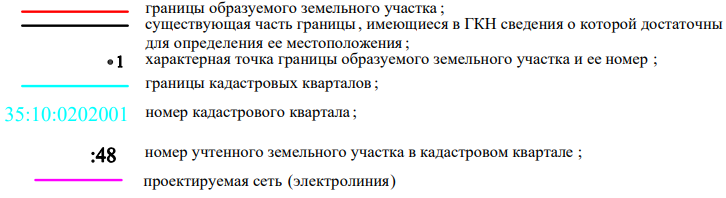 границы образуемого земельного участка ;
существующая часть границы , имеющиеся в ГКН сведения о которой достаточны
для определения ее местоположения ;
•1 характерная точка границы образуемого земельного участка и ее номер ;
границы кадастровых кварталов ;
35:10:0202001 номер кадастрового квартала ;
:48 номер учтенного земельного участка в кадастровом квартале ;
проектируемая сеть (электролиния)